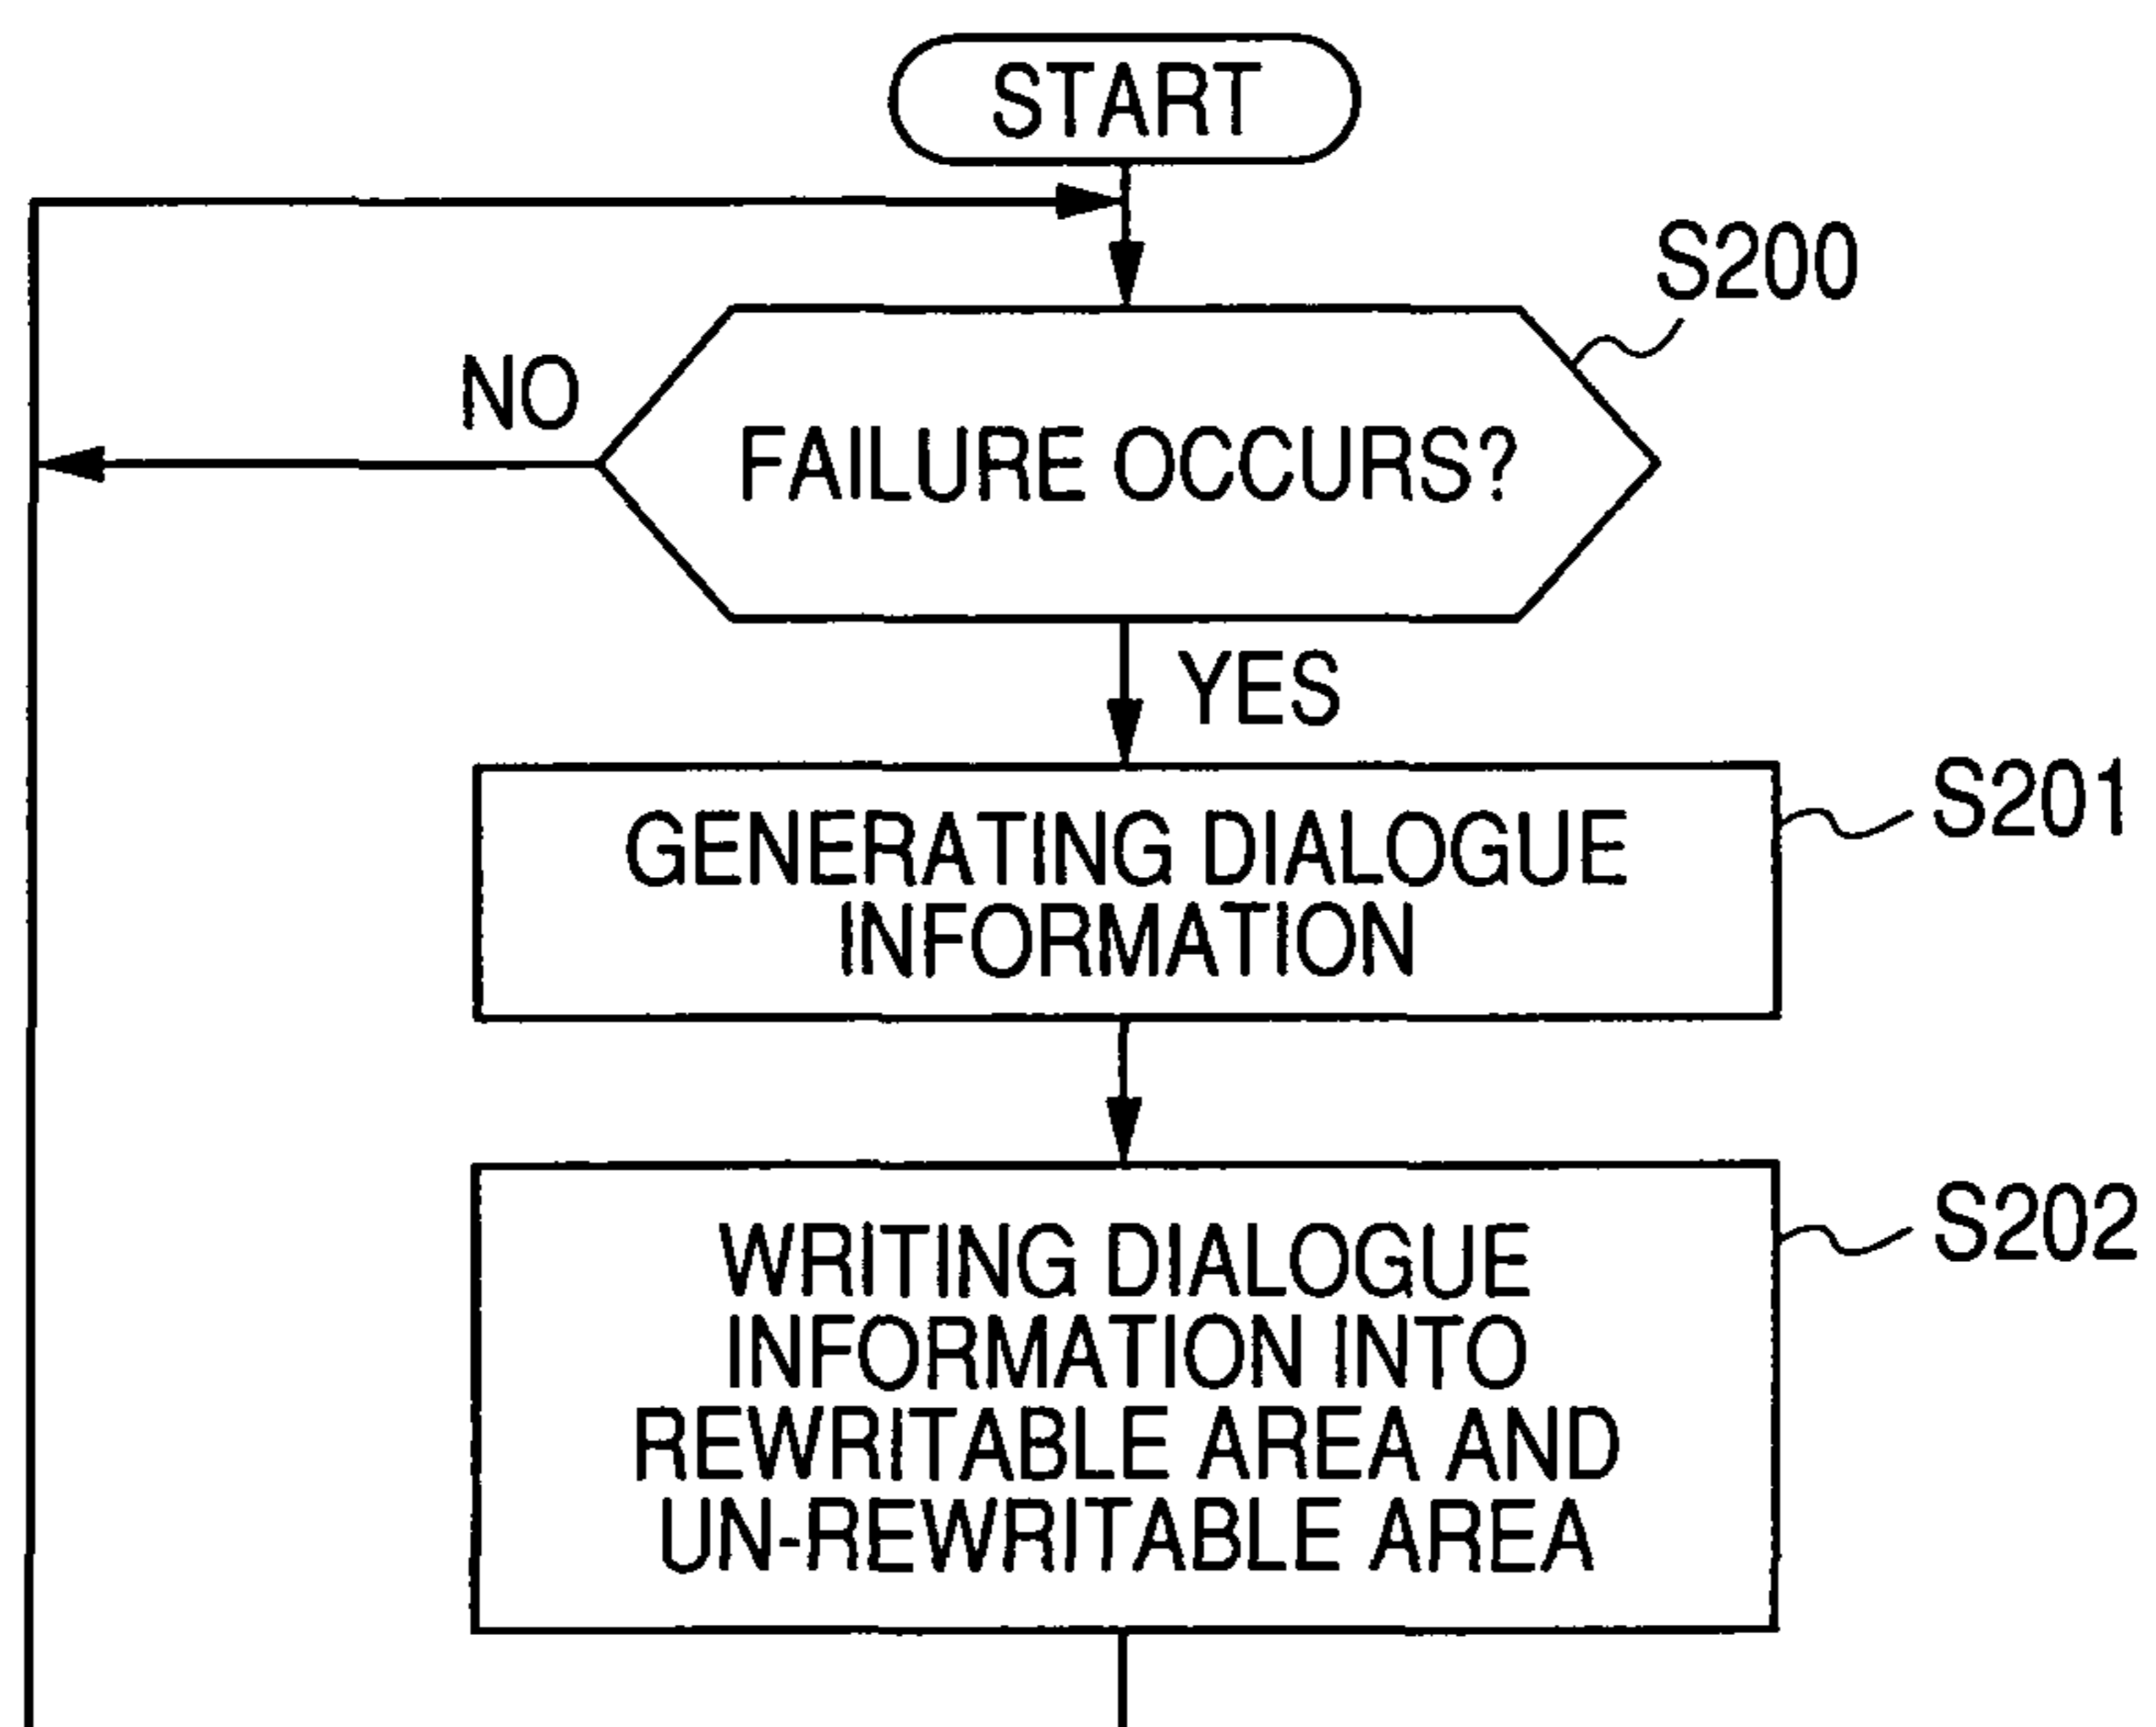 START
S200
NO
FAILURE OCCURS?
YES
S201
GENERATING DIALOGUE
INFORMATION
S202
WRITING DIALOGUE
INFORMATION INTO
REWRITABLE AREA AND
UN-REWRITABLE AREA